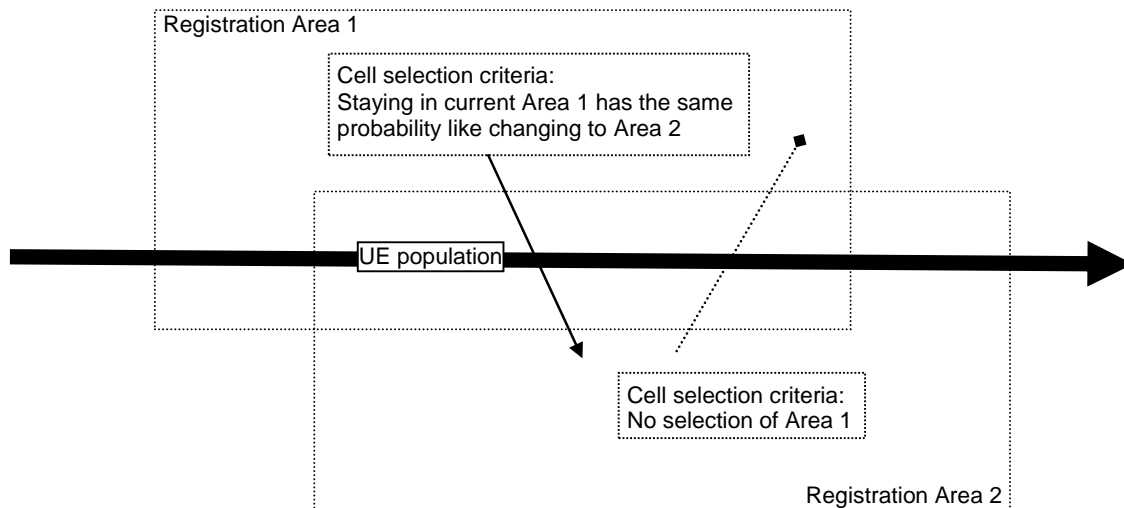 Registration Area 1
Cell selection criteria:
Staying in current Area 1 has the same
probability like changing to Area 2
UE population
Cell selection criteria:
No selection of Area 1
Registration Area 2